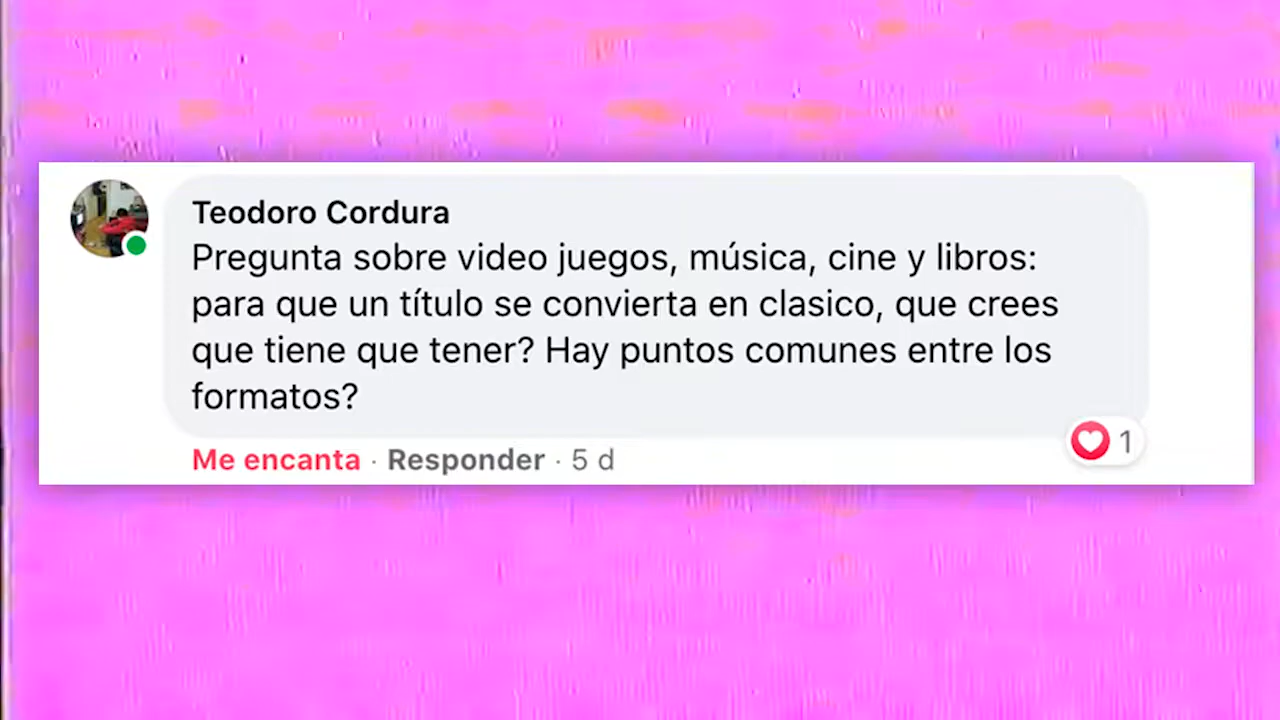 Teodoro Cordura
Pregunta sobre video juegos, música, cine y libros:
para que un título se convierta en clasico, que crees
que tiene que tener? Hay puntos comunes entre los
formatos?
1
Me encanta · Responder · 5 d